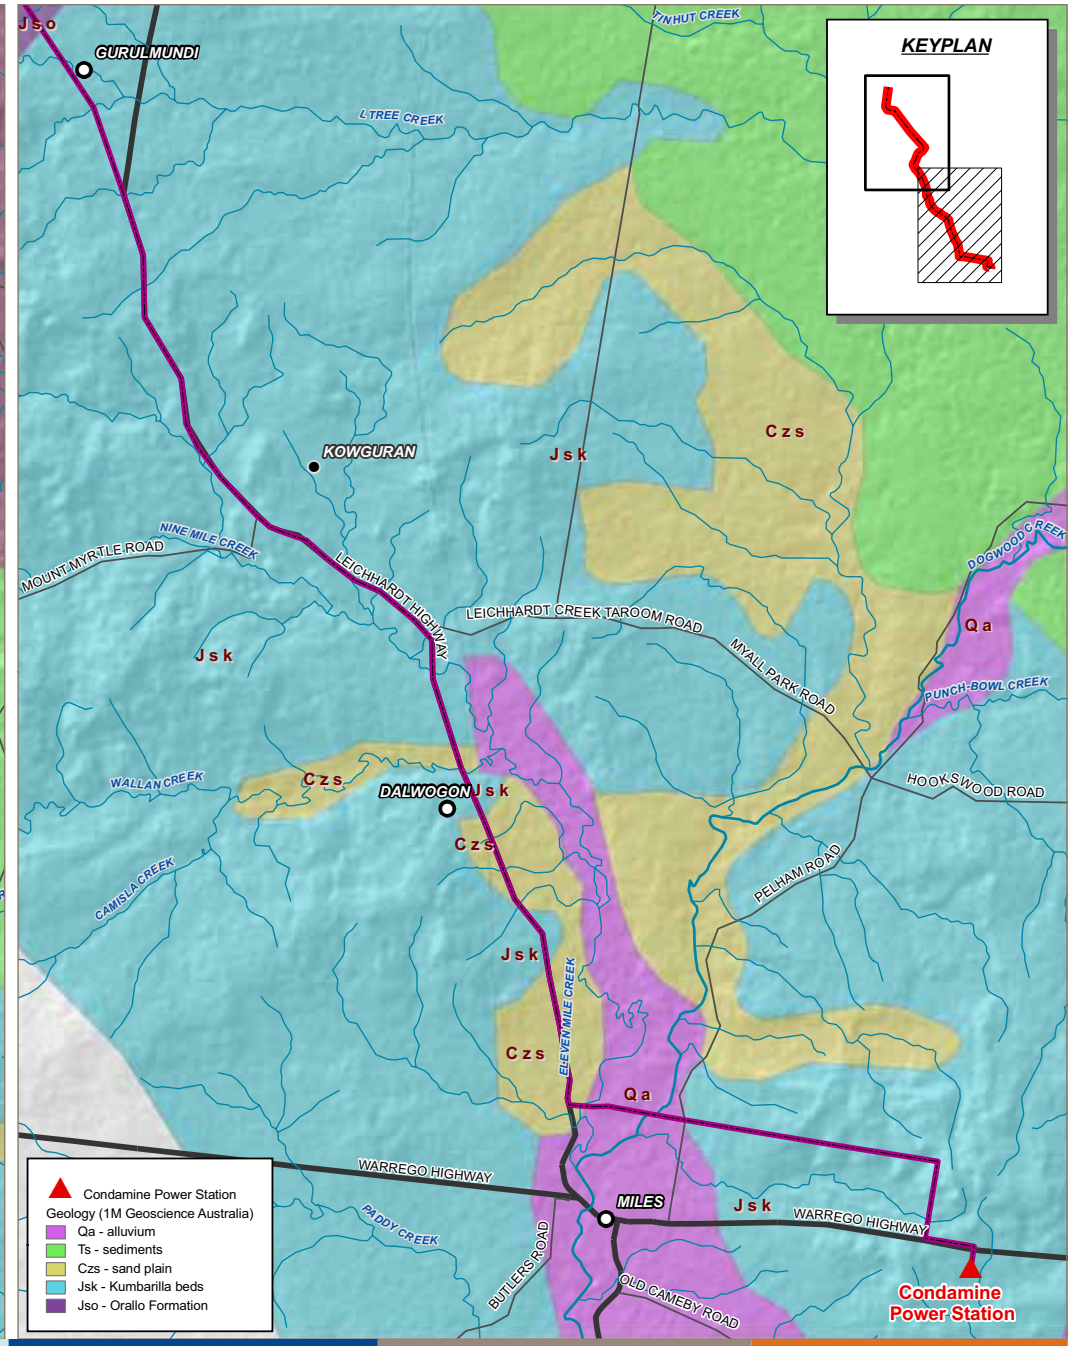 Jso
GURULMUNDI
TINHUT CREEK
KEYPLAN
L TREE CREEK
Czs
Jsk
KOWGURAN
NINE MILE CREEK
MOUNT MYRTLE ROAD
LEICHHARDT HIGHWAY
DOGWOOD CREEK
LEICHHARDT CREEK TAROOM ROAD
Qa
Jsk
MYALL PARK ROAD
PUNCH-BOWL CREEK
WALLAN CREEK
Czs
DALWOGON
Jsk
HOOKSWOOD ROAD
Czs
PELHAM ROAD
CAMISLA CREEK
Jsk
ELEVEN MILE CREEK
Czs
Qa
WARREGO HIGHWAY
MILES
Jsk
WARREGO HIGHWAY
PADDY CREEK
BUTLERS ROAD
OLD CAMEBY ROAD
Condamine
Power Station
Condamine Power Station
Geology (1M Geoscience Australia)
Qa - alluvium
Ts - sediments
Czs - sand plain
Jsk - Kumbarilla beds
Jso - Orallo Formation